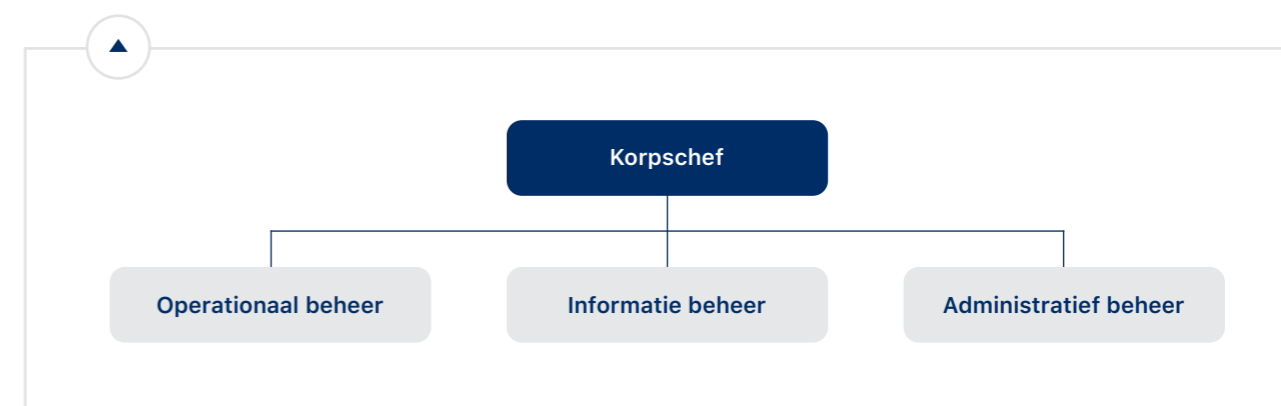 Korpschef
Operationaal beheer
Informatie beheer
Administratief beheer